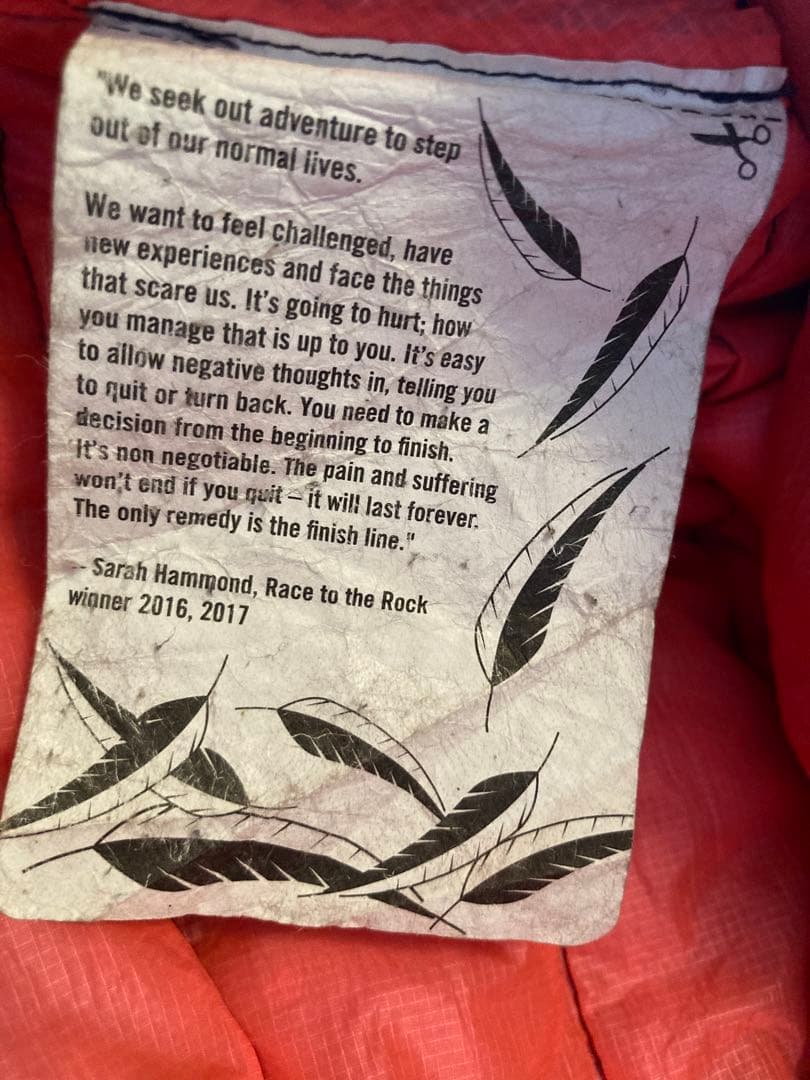 "We seek out adventure to step
out of our normal lives.
We want to feel challenged, have
new experiences and face the things
that scare us. It's going to hurt; how
you manage that is up to you. It's easy
to allow negative thoughts in, telling you
to quit or turn back. You need to make a
decision from the beginning to finish.
It's non negotiable. The pain and suffering
won't end if you quit – it will last forever.
The only remedy is the finish line."
-- Sarah Hammond, Race to the Rock
winner 2016, 2017